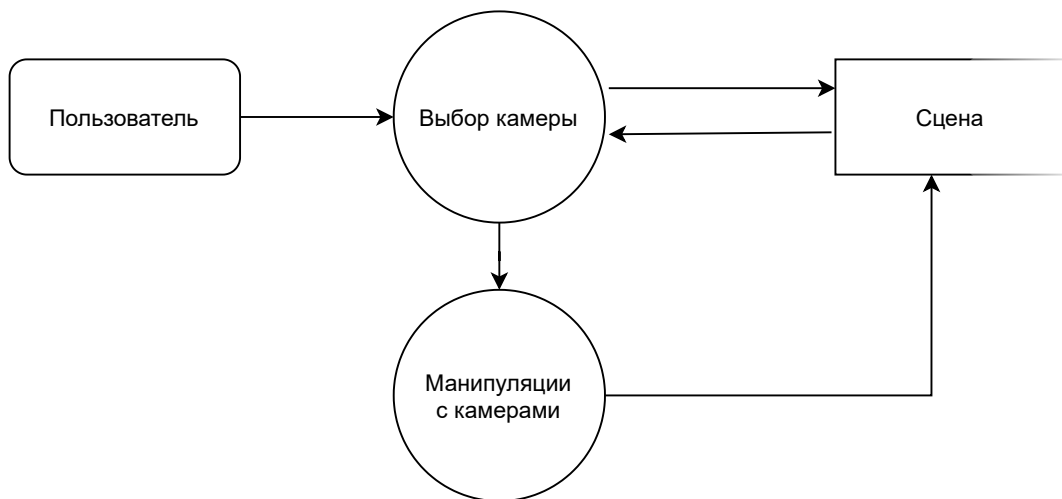 Пользователь
Выбор камеры
Сцена
Манипуляции
с камерами